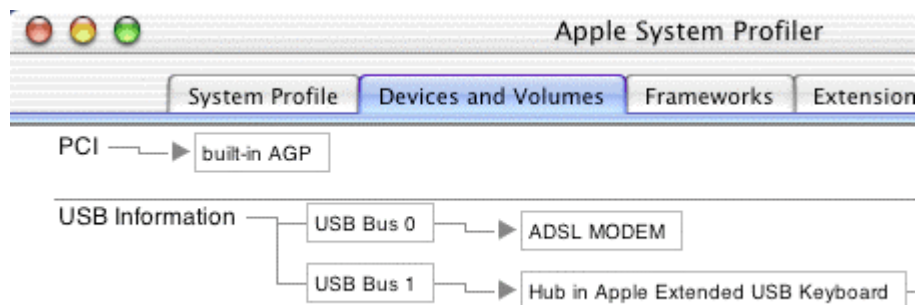 Apple System Profiler
System Profile Devices and Volumes Frameworks Extension
PCI built-in AGP
USB Information USB Bus 0 ADSL MODEM
USB Bus 1 Hub in Apple Extended USB Keyboard